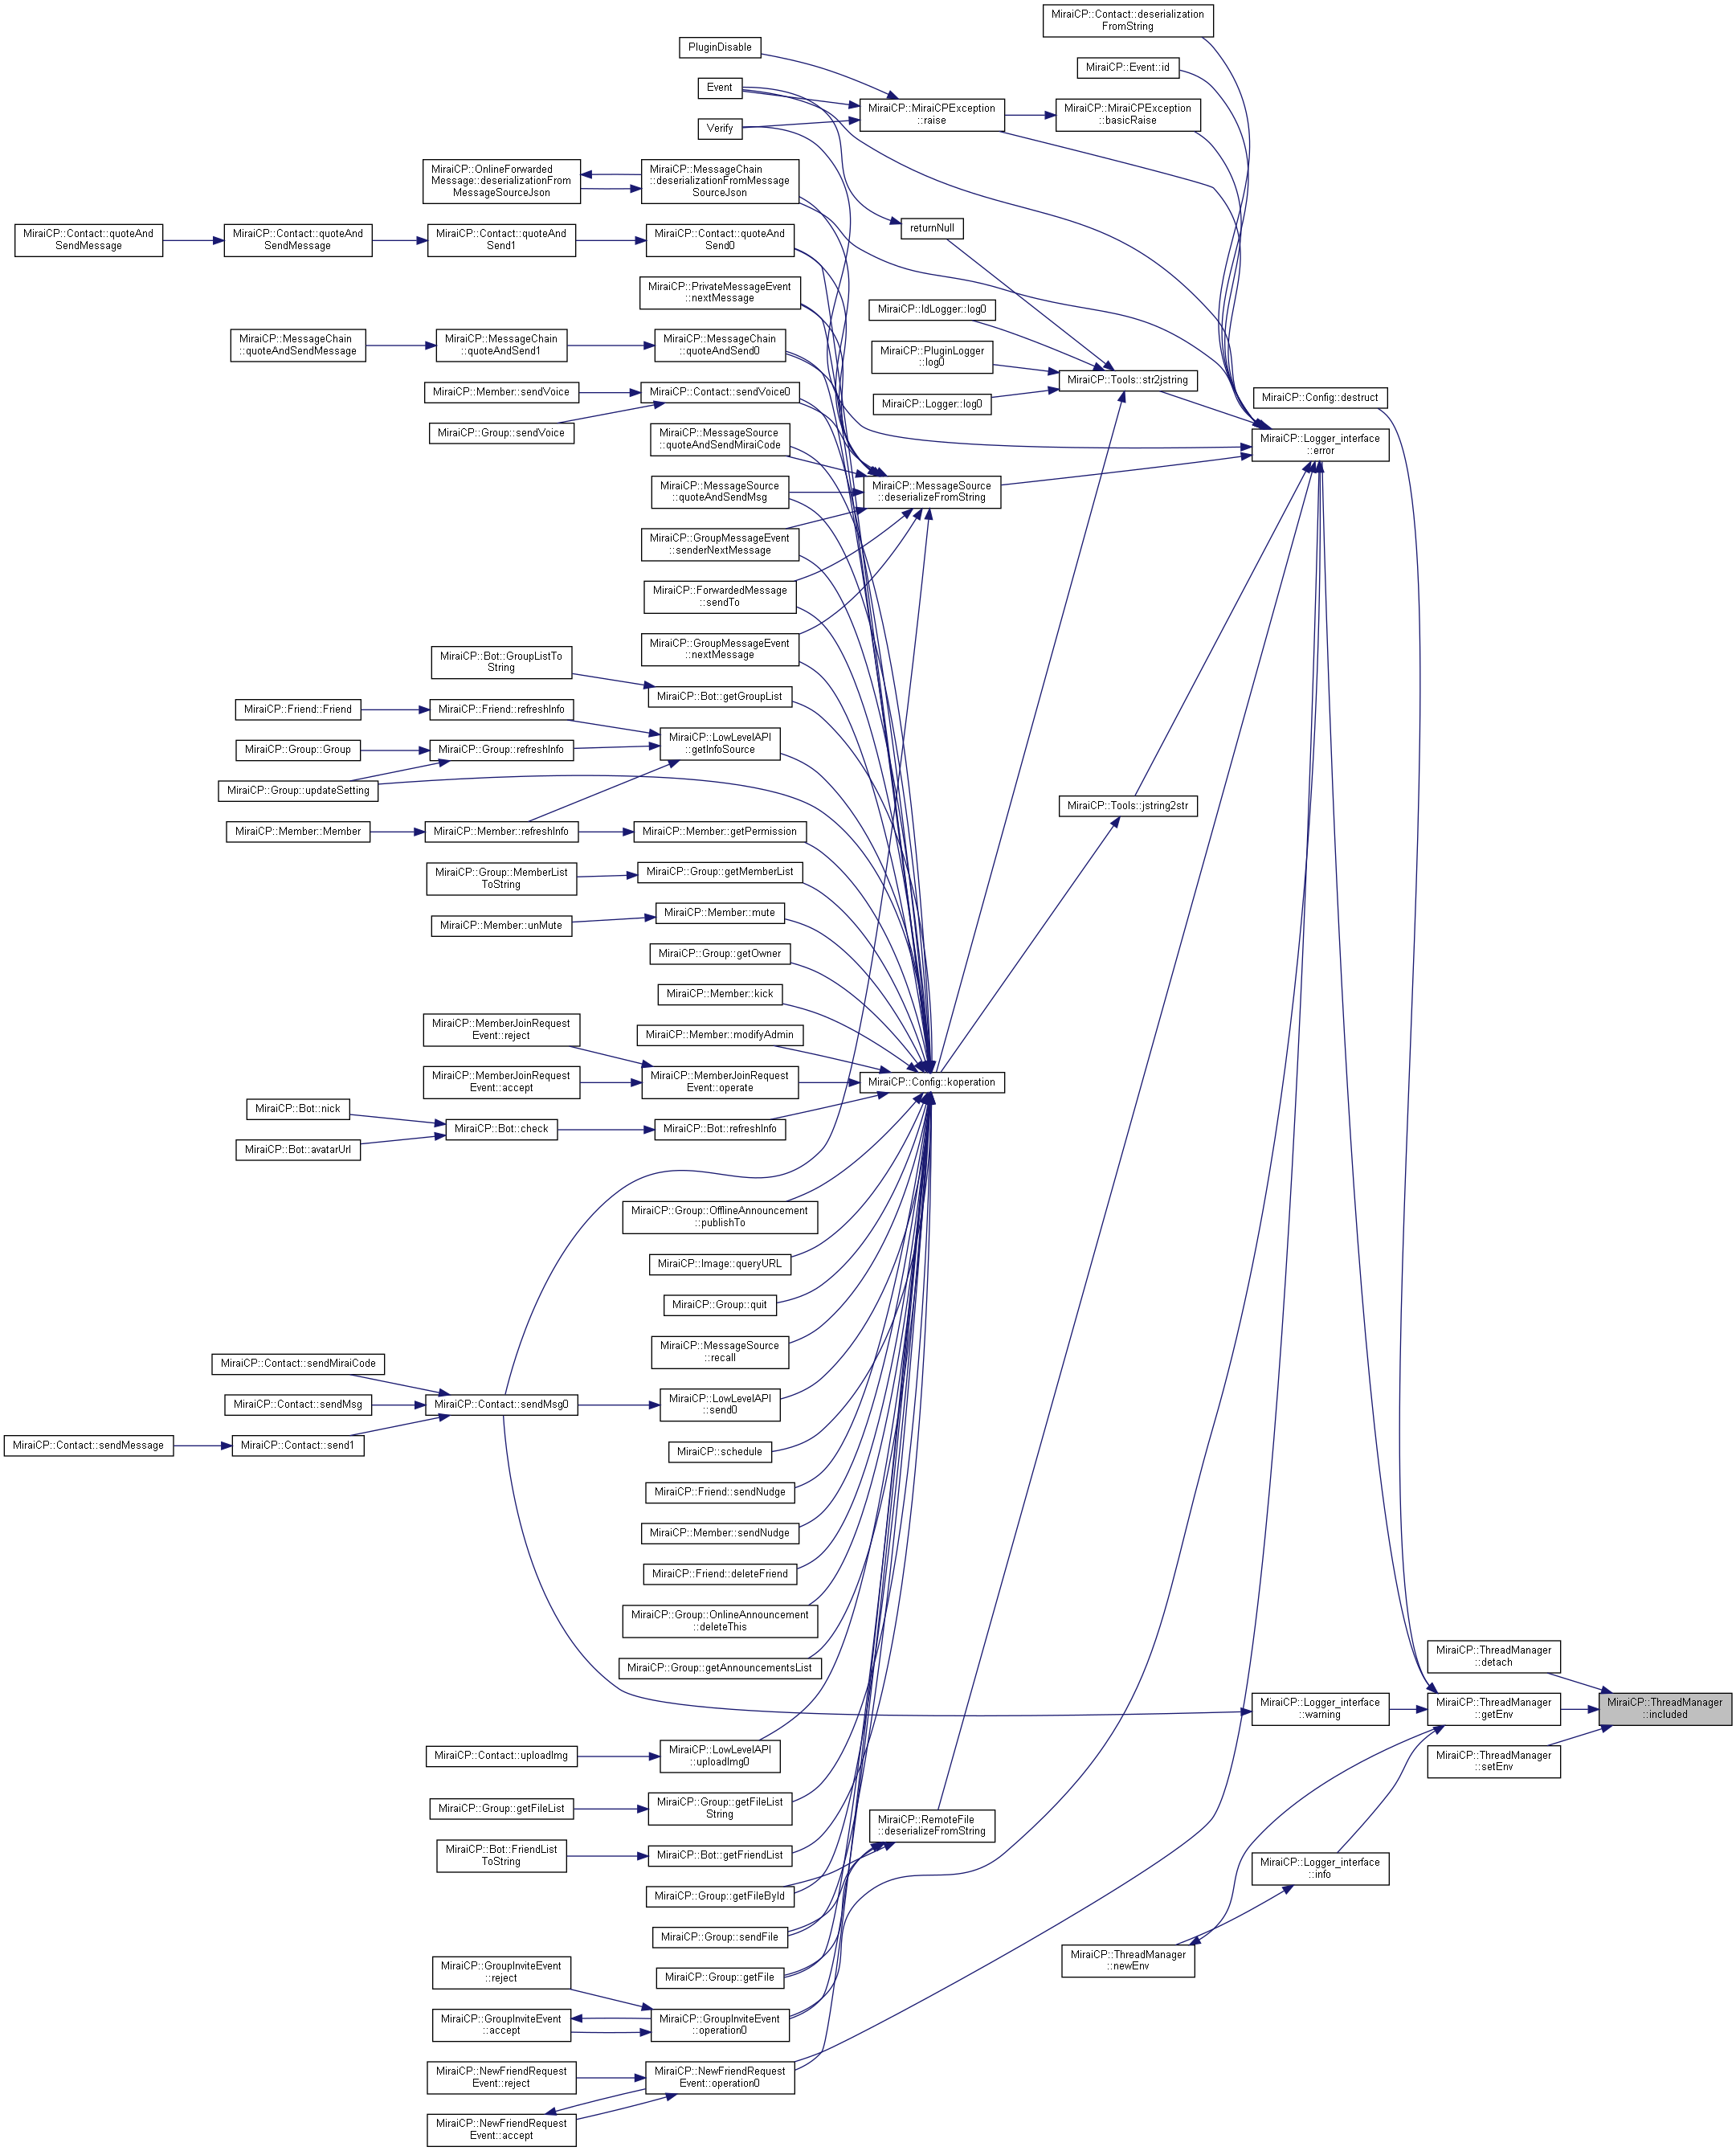 MiraiCP::Contact::deserialization
FromString
PluginDisable
MiraiCP::Event::id
Event
MiraiCP::MiraiCPException
::raise
MiraiCP::MiraiCPException
::basicRaise
Verify
MiraiCP::OnlineForwarded
Message::deserializationFrom
MessageSourceJson
MiraiCP::MessageChain
::deserializationFromMessage
SourceJson
returnNull
MiraiCP::Contact::quoteAnd
SendMessage
MiraiCP::Contact::quoteAnd
SendMessage
MiraiCP::Contact::quoteAnd
Send1
MiraiCP::Contact::quoteAnd
Send0
MiraiCP::PrivateMessageEvent
::nextMessage
MiraiCP::IdLogger::log0
MiraiCP::MessageChain
::quoteAndSendMessage
MiraiCP::MessageChain
::quoteAndSend1
MiraiCP::MessageChain
::quoteAndSend0
MiraiCP::PluginLogger
::log0
MiraiCP::Tools::str2jstring
MiraiCP::Member::sendVoice
MiraiCP::Contact::sendVoice0
MiraiCP::Logger::log0
MiraiCP::Config::destruct
MiraiCP::Group::sendVoice
MiraiCP::MessageSource
::quoteAndSendMiraiCode
MiraiCP::Logger_interface
::error
MiraiCP::MessageSource
::quoteAndSendMsg
MiraiCP::MessageSource
::deserializeFromString
MiraiCP::GroupMessageEvent
::senderNextMessage
MiraiCP::ForwardedMessage
::sendTo
MiraiCP::GroupMessageEvent
::nextMessage
MiraiCP::Bot::GroupListTo
String
MiraiCP::Bot::getGroupList
MiraiCP::Friend::Friend
MiraiCP::Friend::refreshInfo
MiraiCP::LowLevelAPI
::getInfoSource
MiraiCP::Group::Group
MiraiCP::Group::refreshInfo
MiraiCP::Group::updateSetting
MiraiCP::Tools::jstring2str
MiraiCP::Member::Member
MiraiCP::Member::refreshInfo
MiraiCP::Member::getPermission
MiraiCP::Group::MemberList
ToString
MiraiCP::Group::getMemberList
MiraiCP::Member::unMute
MiraiCP::Member::mute
MiraiCP::Group::getOwner
MiraiCP::Member::kick
MiraiCP::MemberJoinRequest
Event::reject
MiraiCP::Member::modifyAdmin
MiraiCP::MemberJoinRequest
Event::accept
MiraiCP::MemberJoinRequest
Event::operate
MiraiCP::Config::koperation
MiraiCP::Bot::nick
MiraiCP::Bot::check
MiraiCP::Bot::refreshInfo
MiraiCP::Bot::avatarUrl
MiraiCP::Group::OfflineAnnouncement
::publishTo
MiraiCP::Image::queryURL
MiraiCP::Group::quit
MiraiCP::MessageSource
::recall
MiraiCP::Contact::sendMiraiCode
MiraiCP::Contact::sendMsg
MiraiCP::Contact::sendMsg0
MiraiCP::LowLevelAPI
::send0
MiraiCP::Contact::sendMessage
MiraiCP::Contact::send1
MiraiCP::schedule
MiraiCP::Friend::sendNudge
MiraiCP::Member::sendNudge
MiraiCP::Friend::deleteFriend
MiraiCP::Group::OnlineAnnouncement
::deleteThis
MiraiCP::Group::getAnnouncementsList
MiraiCP::ThreadManager
::detach
MiraiCP::Logger_interface
::warning
MiraiCP::ThreadManager
::getEnv
MiraiCP::ThreadManager
::included
MiraiCP::Contact::uploadImg
MiraiCP::LowLevelAPI
::uploadImg0
MiraiCP::ThreadManager
::setEnv
MiraiCP::Group::getFileList
MiraiCP::Group::getFileList
String
MiraiCP::RemoteFile
::deserializeFromString
MiraiCP::Bot::FriendList
ToString
MiraiCP::Bot::getFriendList
MiraiCP::Logger_interface
::info
MiraiCP::Group::getFileById
MiraiCP::Group::sendFile
MiraiCP::ThreadManager
::newEnv
MiraiCP::GroupInviteEvent
::reject
MiraiCP::Group::getFile
MiraiCP::GroupInviteEvent
::accept
MiraiCP::GroupInviteEvent
::operation0
MiraiCP::NewFriendRequest
Event::reject
MiraiCP::NewFriendRequest
Event::operation0
MiraiCP::NewFriendRequest
Event::accept